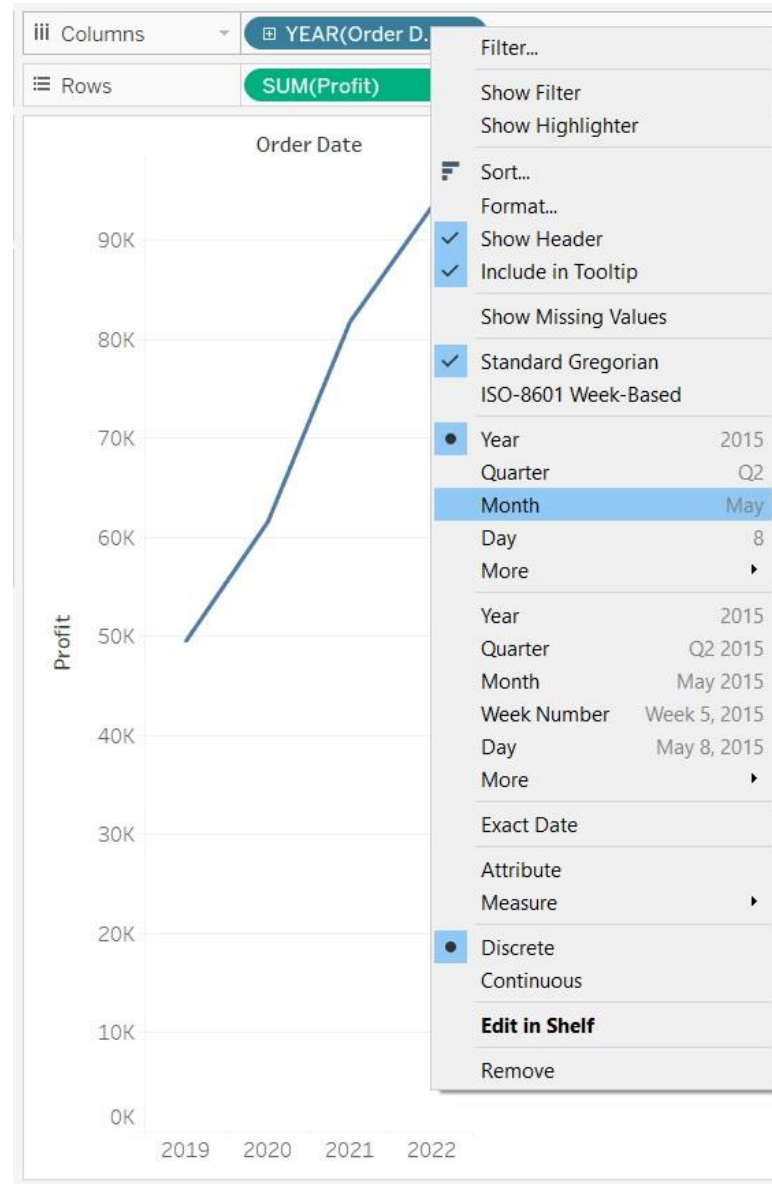 Columns
YEAR(Order D..
Rows
SUM(Profit)
Order Date
90K
80K
70K
60K
50K
40K
30K
20K
10K
0K
Profit
2019 2020 2021 2022
Filter...
Show Filter
Show Highlighter
Sort...
Format...
Show Header
Include in Tooltip
Show Missing Values
Standard Gregorian
ISO-8601 Week-Based
Year 2015
Quarter Q2
Month May
Day 8
More
Year 2015
Quarter Q2 2015
Month May 2015
Week Number Week 5, 2015
Day May 8, 2015
More
Exact Date
Attribute
Measure
Discrete
Continuous
Edit in Shelf
Remove